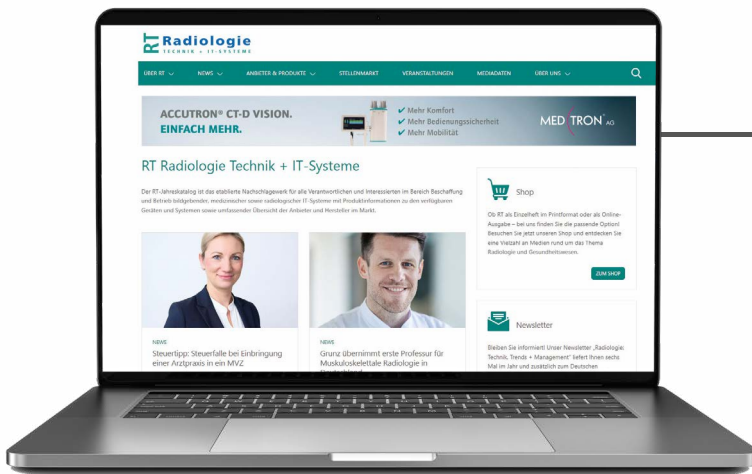 RT Radiologie
TECHNIK + IT-SYSTEME
ÜBER RT
NEWS
ANBIETER & PRODUKTE
STELLENMARKT
VERANSTALTUNGEN
MEDIADATEN
ÜBER UNS
ACCUTRON® CT-D VISION.
EINFACH MEHR.
✔ Mehr Komfort
✔ Mehr Bedienungssicherheit
✔ Mehr Mobilität
MEDTRON® AG
RT Radiologie Technik + IT-Systeme
Der RT-Jahreskatalog ist das etablierte Nachschlagewerk für alle Verantwortlichen und Interessierten im Bereich Beschaffung
und Betrieb bildgebender, medizinischer sowie radiologischer IT-Systeme mit Produktinformationen zu den verfügbaren
Geräten und Systemen sowie umfassender Übersicht der Anbieter und Hersteller im Markt.
NEWS
Steuertipp: Steuerfalle bei Einbringung
einer Arztpraxis in ein MVZ
NEWS
Grunz übernimmt erste Professur für
Muskuloskelettale Radiologie in
Deutschland
Shop
Ob RT als Einzelheft im Printformat oder als Online-
Ausgabe – bei uns finden Sie die passende Option!
Besuchen Sie jetzt unseren Shop und entdecken Sie
eine Vielzahl an Medien rund um das Thema
Radiologie und Gesundheitswesen.
ZUM SHOP
Newsletter
Bleiben Sie informiert! Unser Newsletter „Radiologie:
Technik, Trends + Management" liefert Ihnen sechs
Mal im Jahr und zusätzlich zum Deutschen